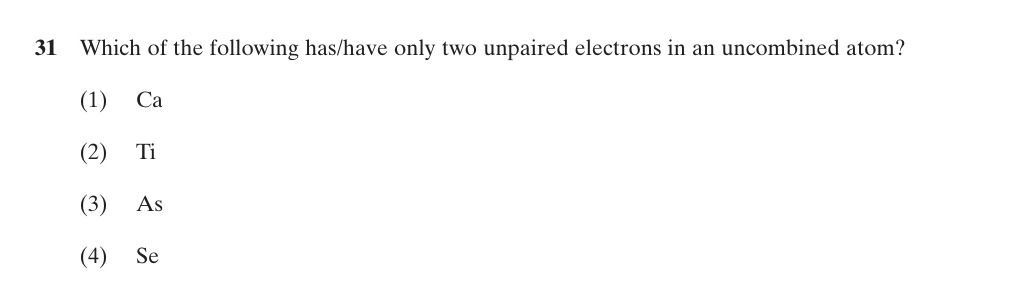 31 Which of the following has/have only two unpaired electrons in an uncombined atom?
(1) Ca
(2) Ti
(3) As
(4) Se